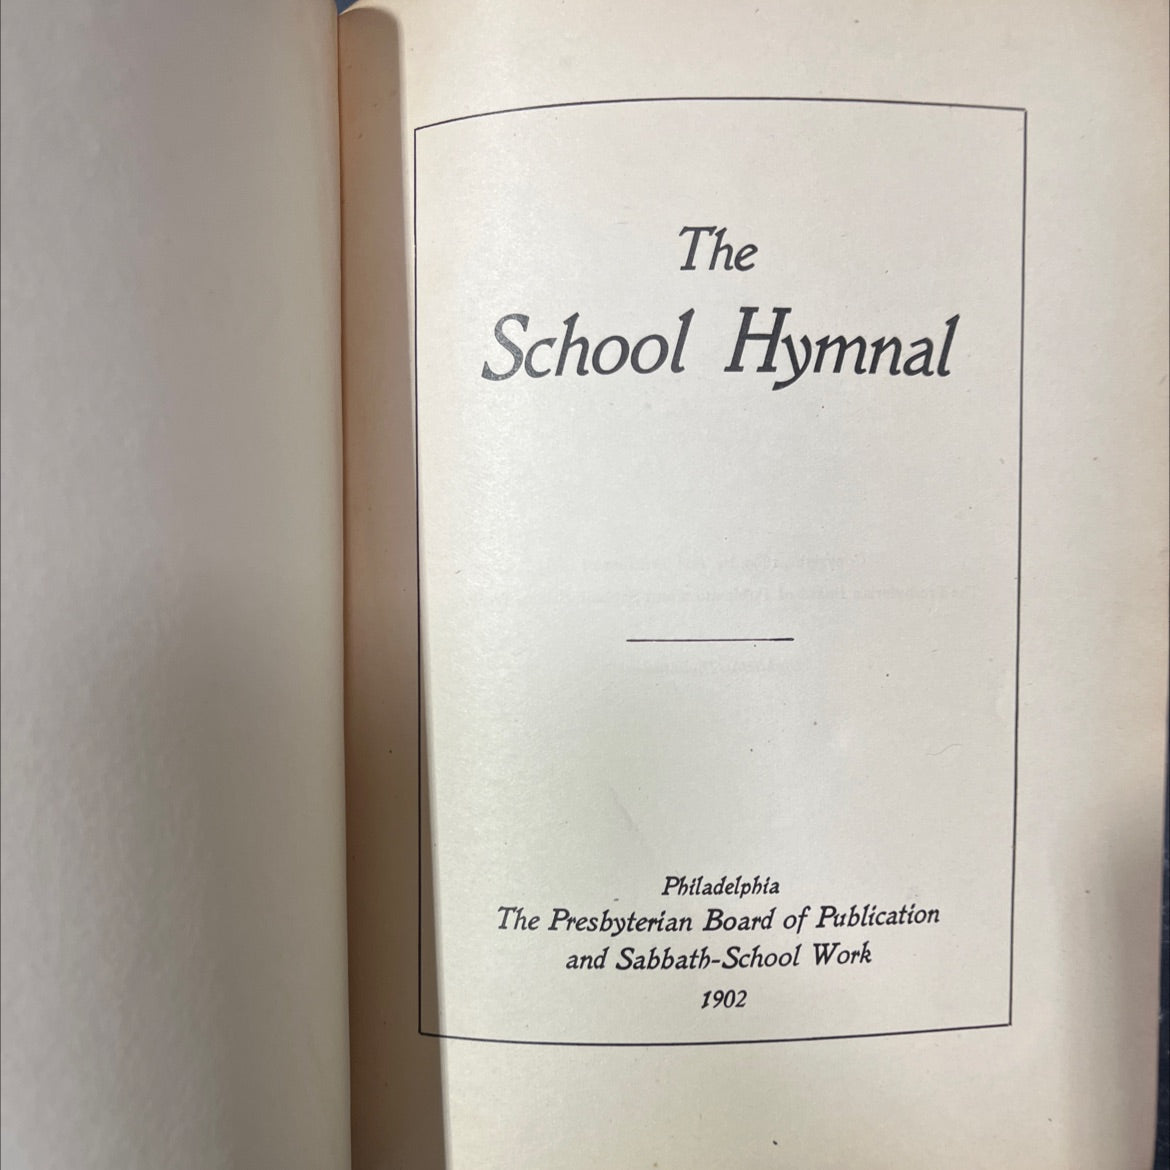 The
School Hymnal
Philadelphia
The Presbyterian Board of Publication
and Sabbath-School Work
1902